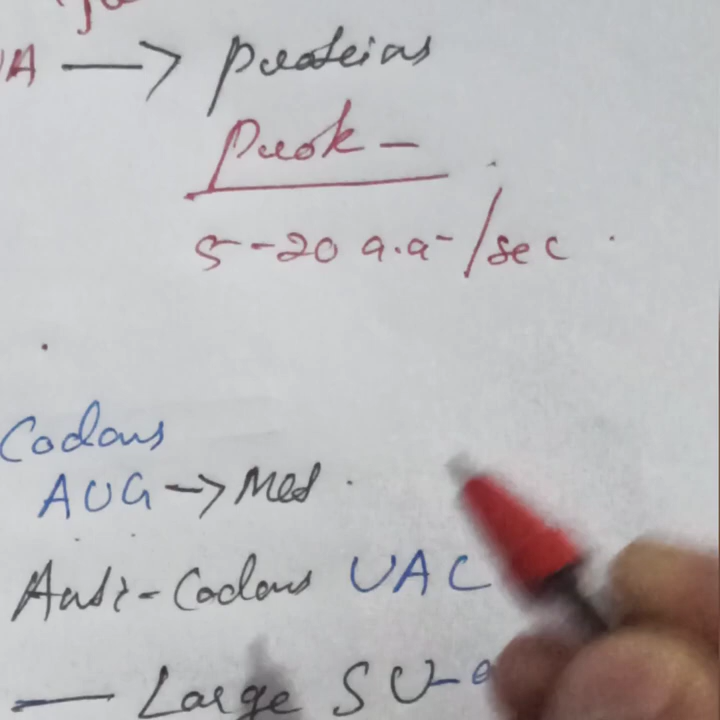 A → proteins
Prok -
5-20 a.a-/sec
Codons
AUG → Met
Anti-Codons UAC
— Large SU-